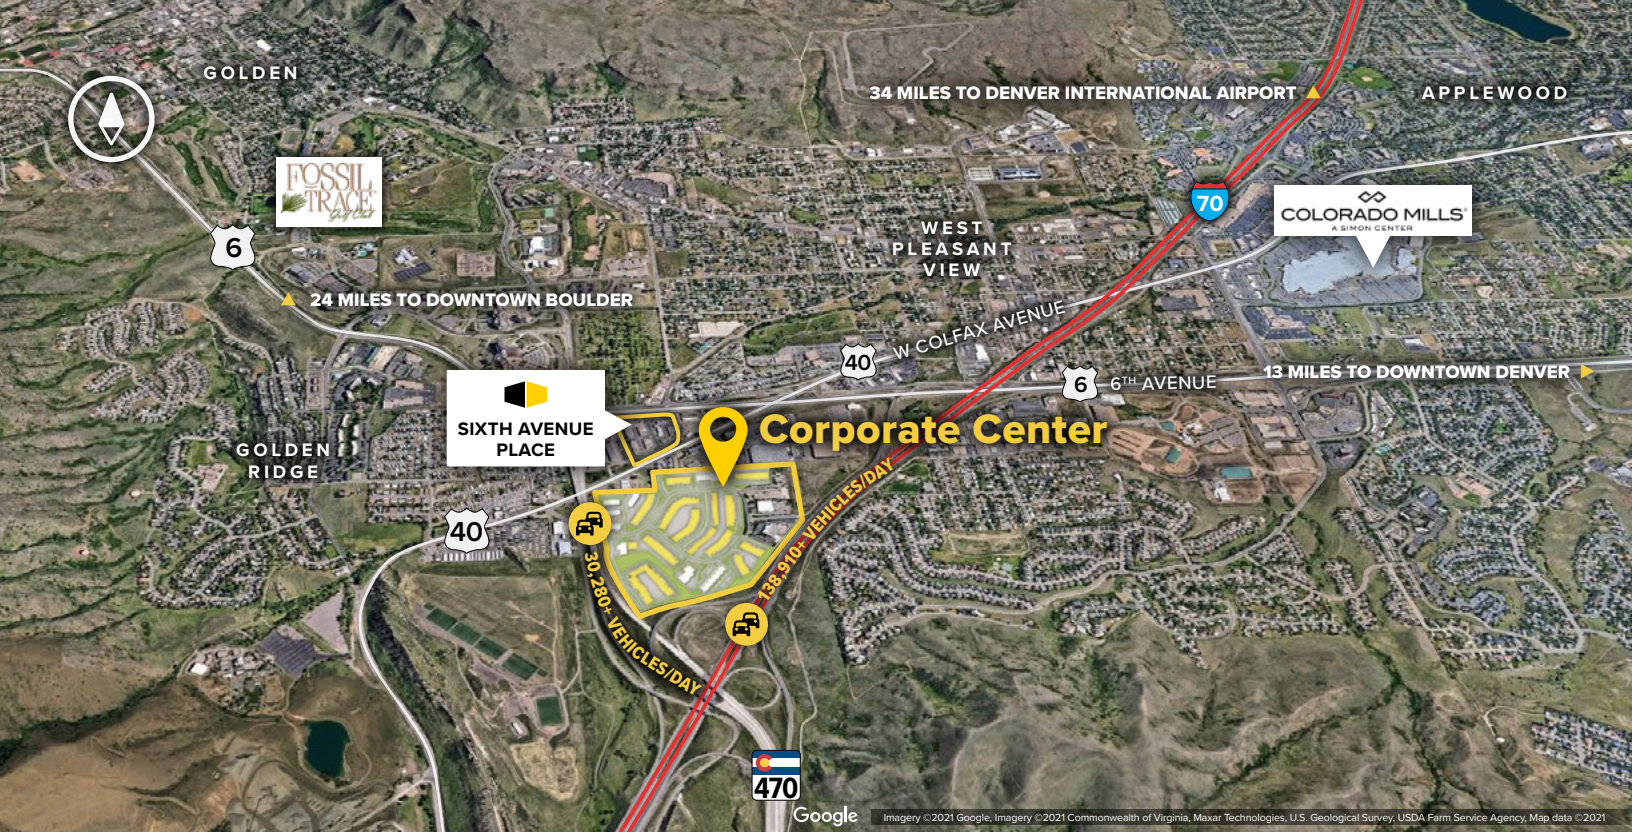 GOLDEN
34 MILES TO DENVER INTERNATIONAL AIRPORT
APPLEWOOD
FOSSIL
TRACE
Golf Club
70
COLORADO MILLS®
A SIMON CENTER
6
WEST
PLEASANT
VIEW
24 MILES TO DOWNTOWN BOULDER
W COLFAX AVENUE
40
6
6TH AVENUE
13 MILES TO DOWNTOWN DENVER
SIXTH AVENUE
PLACE
Corporate Center
GOLDEN
RIDGE
40
138,910+ VEHICLES/DAY
30,280+ VEHICLES/DAY
470
Google
Imagery ©2021 Google, Imagery ©2021 Commonwealth of Virginia, Maxar Technologies, U.S. Geological Survey, USDA Farm Service Agency, Map data ©2021